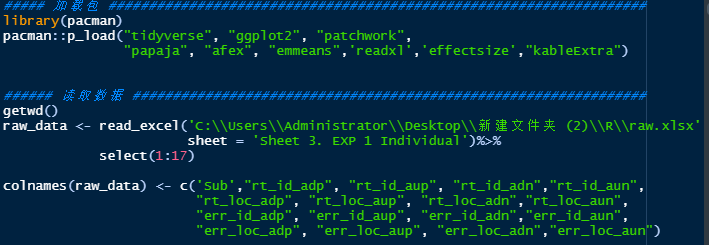 ##### 加载包 ###########################################################
library(pacman)
pacman::p_load("tidyverse", "ggplot2", "patchwork",
"papaja", "afex", "emmeans",'readxl','effectsize',"kableExtra")
###### 读取数据 ########################################################
getwd()
raw_data <- read_excel('C:\\Users\\Administrator\\Desktop\\新建文件夹 (2)\\R\\raw.xlsx'
sheet = 'Sheet 3. EXP 1 Individual')%>%
select(1:17)
colnames(raw_data) <- c('Sub',"rt_id_adp", "rt_id_aup", "rt_id_adn","rt_id_aun",
"rt_loc_adp", "rt_loc_aup", "rt_loc_adn","rt_loc_aun",
"err_id_adp", "err_id_aup", "err_id_adn","err_id_aun",
"err_loc_adp", "err_loc_aup", "err_loc_adn","err_loc_aun")